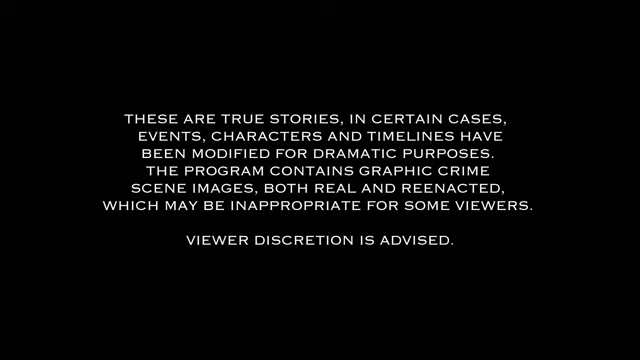 THESE ARE TRUE STORIES, IN CERTAIN CASES,
EVENTS, CHARACTERS AND TIMELINES HAVE
BEEN MODIFIED FOR DRAMATIC PURPOSES.
THE PROGRAM CONTAINS GRAPHIC CRIME
SCENE IMAGES, BOTH REAL AND REENACTED,
WHICH MAY BE INAPPROPRIATE FOR SOME VIEWERS.
VIEWER DISCRETION IS ADVISED.